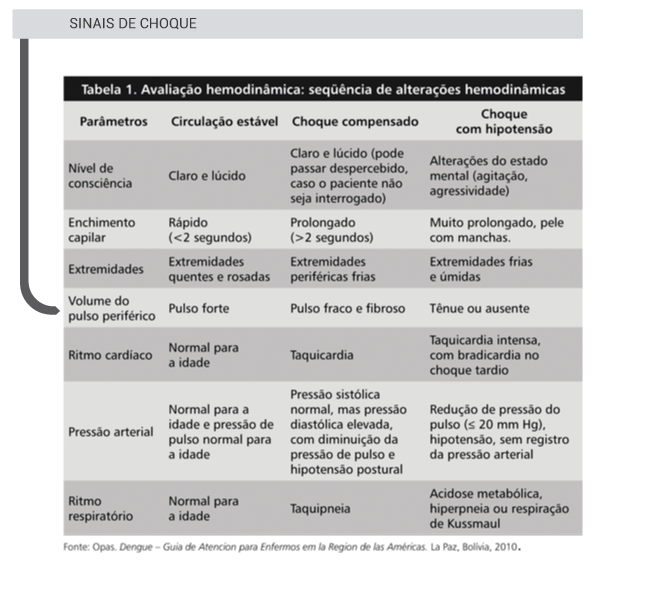 SINAIS DE CHOQUE
Tabela 1. Avaliação hemodinâmica: seqüência de alterações hemodinâmicas
Parâmetros
Circulação estável
Choque compensado
Choque
com hipotensão
Nível de
consciência
Claro e lúcido
Claro e lúcido (pode
passar despercebido,
caso o paciente não
seja interrogado)
Alterações do estado
mental (agitação,
agressividade)
Enchimento
capilar
Rápido
(<2 segundos)
Prolongado
(>2 segundos)
Muito prolongado, pele
com manchas.
Extremidades
Extremidades
quentes e rosadas
Extremidades
periféricas frias
Extremidades frias
e úmidas
Volume do
pulso periférico
Pulso forte
Pulso fraco e fibroso
Tênue ou ausente
Ritmo cardíaco
Normal para
a idade
Taquicardia
Taquicardia intensa,
com bradicardia no
choque tardio
Pressão arterial
Normal para a
idade e pressão de
pulso normal para
a idade
Pressão sistólica
normal, mas pressão
diastólica elevada,
com diminuição da
pressão de pulso e
hipotensão postural
Redução de pressão do
pulso (≤ 20 mm Hg),
hipotensão, sem registro
da pressão arterial
Ritmo
respiratório
Normal para
a idade
Taquipneia
Acidose metabólica,
hiperpneia ou respiração
de Kussmaul
Fonte: Opas. Dengue – Guia de Atencion para Enfermos em la Region de las Américas. La Paz, Bolívia, 2010.